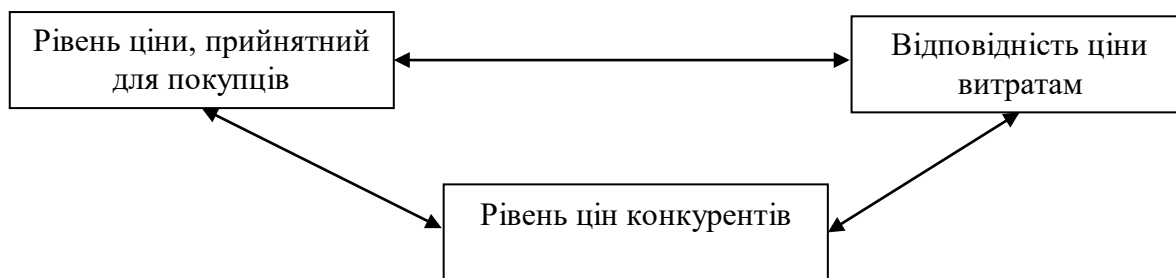 Рівень ціни, прийнятний
для покупців
Відповідність ціни
витратам
Рівень цін конкурентів